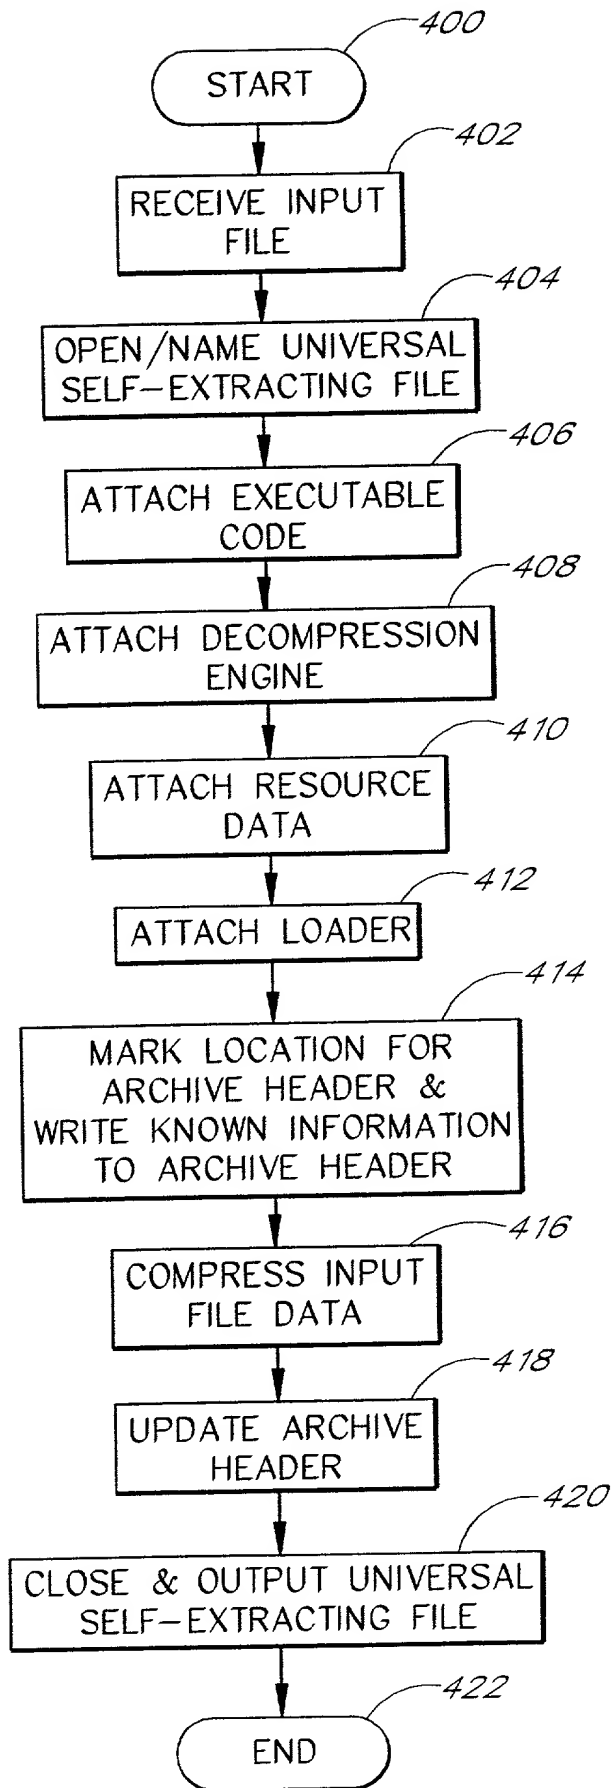 400
START
402
RECEIVE INPUT
FILE
404
OPEN/NAME UNIVERSAL
SELF-EXTRACTING FILE
406
ATTACH EXECUTABLE
CODE
408
ATTACH DECOMPRESSION
ENGINE
410
ATTACH RESOURCE
DATA
412
ATTACH LOADER
414
MARK LOCATION FOR
ARCHIVE HEADER &
WRITE KNOWN INFORMATION
TO ARCHIVE HEADER
416
COMPRESS INPUT
FILE DATA
418
UPDATE ARCHIVE
HEADER
420
CLOSE & OUTPUT UNIVERSAL
SELF-EXTRACTING FILE
422
END